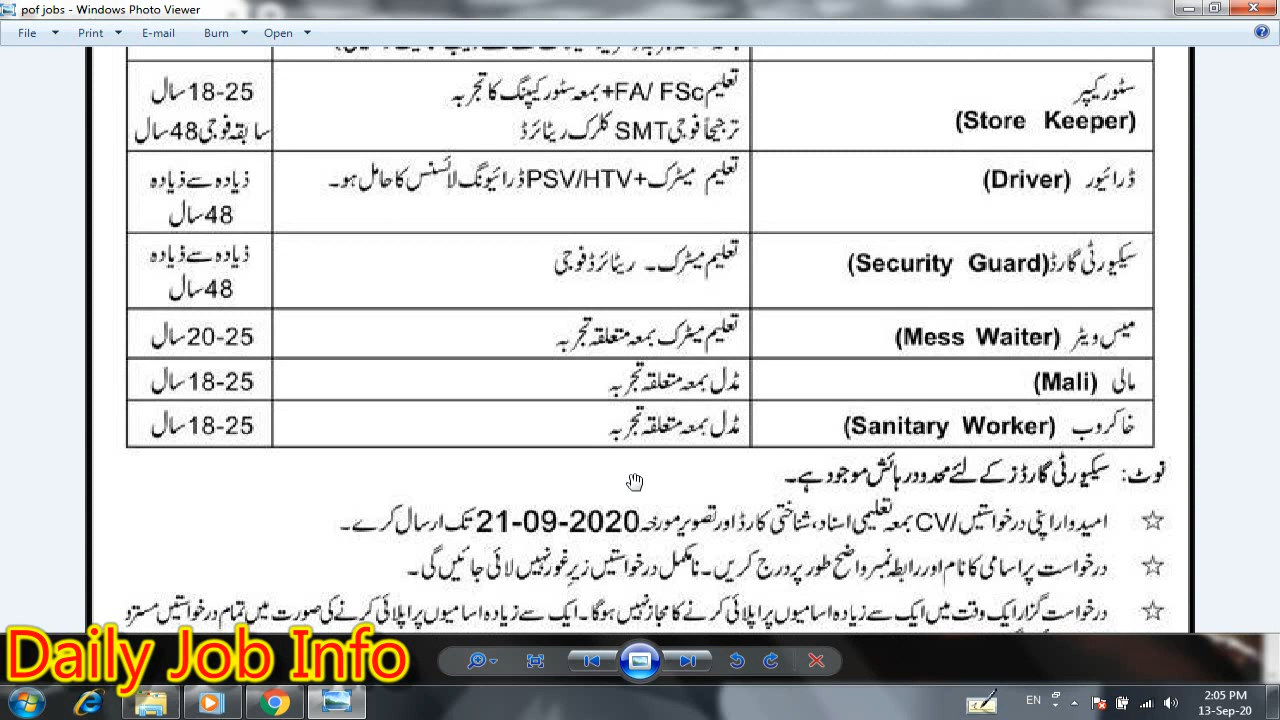 pof jobs - Windows Photo Viewer
File Print E-mail Burn Open
سٹور کیپر
(Store Keeper)
تعلیم FA/ FSc+ بمعہ سٹور کیپنگ کا تجربہ
ترجیحاً فوجی SMT کلرک ریٹائرڈ
18-25 سال
سابقہ فوجی 48 سال
ڈرائیور (Driver)
تعلیم میٹرک + PSV/HTV ڈرائیونگ لائسنس کا حامل ہو۔
زیادہ سے زیادہ
48 سال
سیکیورٹی گارڈ (Security Guard)
تعلیم میٹرک۔ ریٹائرڈ فوجی
زیادہ سے زیادہ
48 سال
میس ویٹر (Mess Waiter)
تعلیم میٹرک بمعہ متعلقہ تجربہ
20-25 سال
مالی (Mali)
مڈل بمعہ متعلقہ تجربہ
18-25 سال
خاکروب (Sanitary Worker)
مڈل بمعہ متعلقہ تجربہ
18-25 سال
نوٹ: سیکیورٹی گارڈز کے لئے محدود رہائش موجود ہے۔
☆ امیدوار اپنی درخواستیں/CV بمعہ تعلیمی اسناد، شناختی کارڈ اور تصویر مورخہ 21-09-2020 تک ارسال کرے۔
☆ درخواست پر اسامی کا نام اور رابطہ نمبر واضح طور پر درج کریں۔ نامکمل درخواستیں زیرِ غور نہیں لائی جائیں گی۔
☆ درخواست گزار ایک وقت میں ایک سے زیادہ اسامیوں پر اپلائی کرنے کا مجاز نہیں ہوگا۔ ایک سے زیادہ اسامیوں پر اپلائی کرنے کی صورت میں تمام درخواستیں مسترد
Daily Job Info
EN
2:05 PM
13-Sep-20